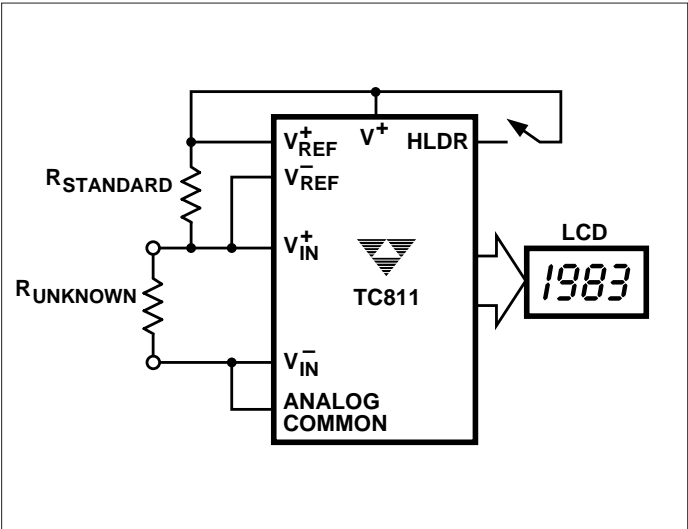 V+
V+REF
HLDR
RSTANDARD
V–REF
V+IN
LCD
1983
TC811
RUNKNOWN
V–IN
ANALOG
COMMON